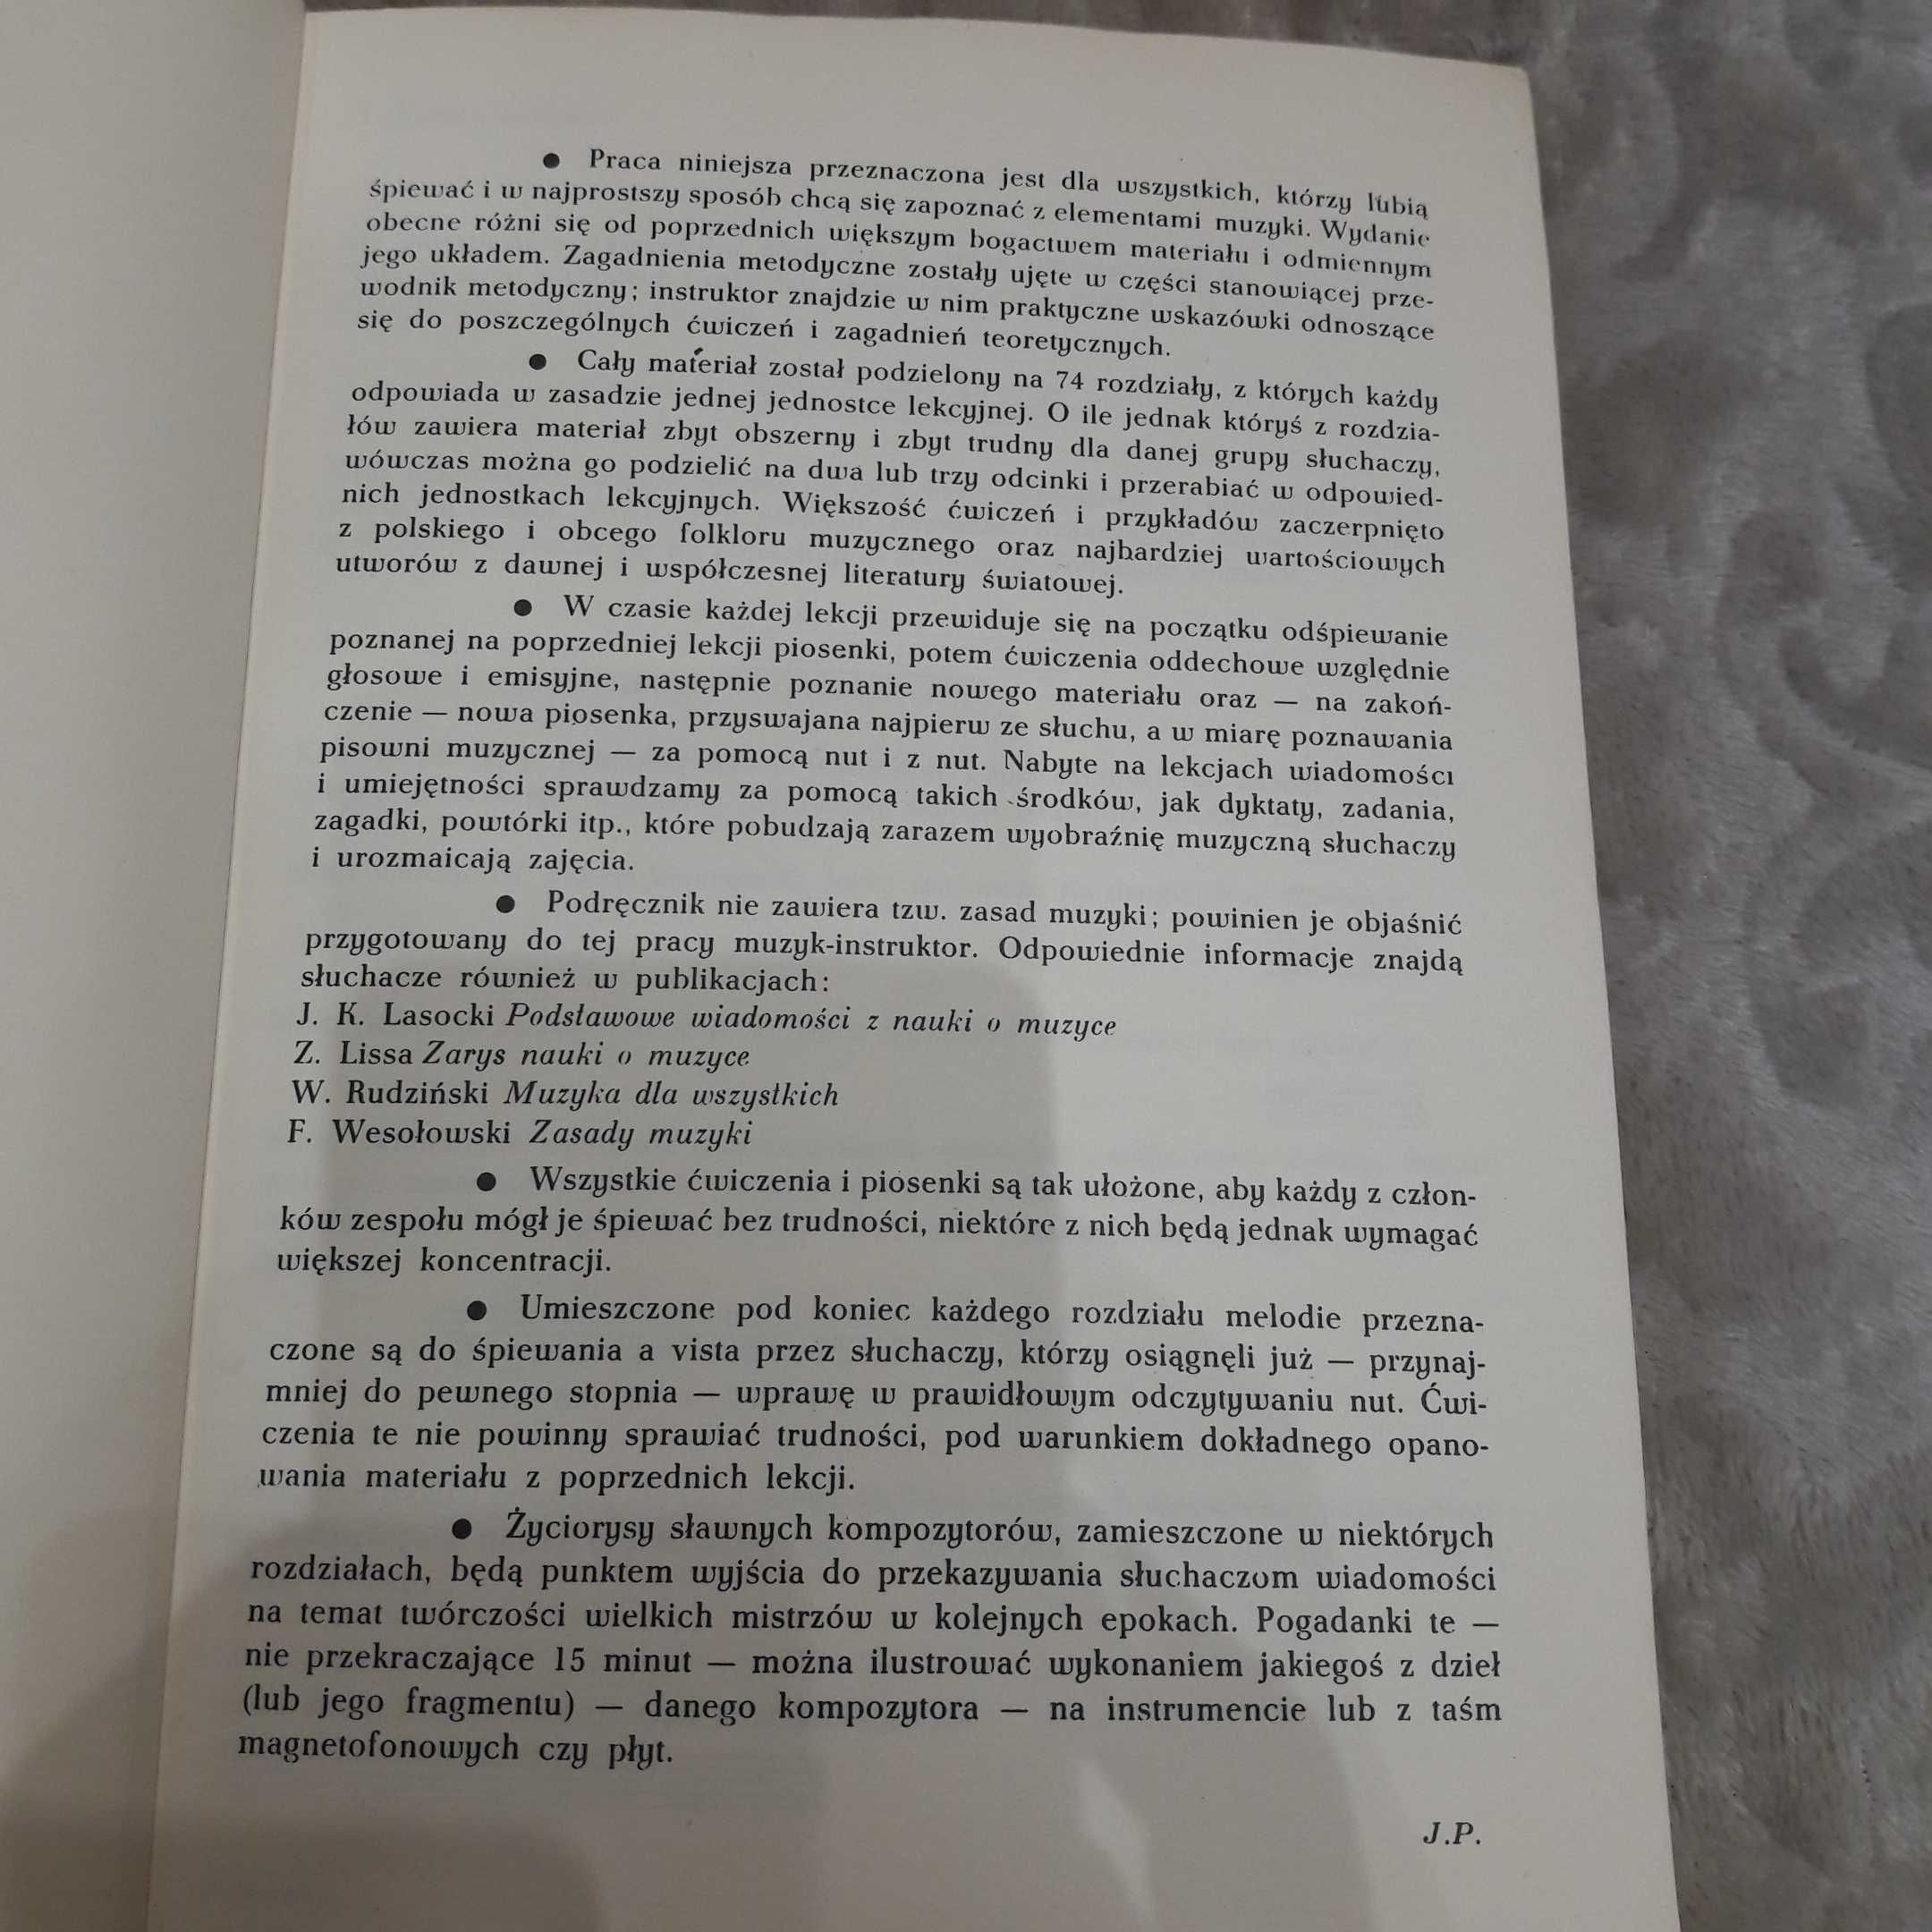 ● Praca niniejsza przeznaczona jest dla wszystkich, którzy lubią
śpiewać i w najprostszy sposób chcą się zapoznać z elementami muzyki. Wydanie
obecne różni się od poprzednich większym bogactwem materiału i odmiennym
jego układem. Zagadnienia metodyczne zostały ujęte w części stanowiącej prze-
wodnik metodyczny; instruktor znajdzie w nim praktyczne wskazówki odnoszące
się do poszczególnych ćwiczeń i zagadnień teoretycznych.
● Cały materiał został podzielony na 74 rozdziały, z których każdy
odpowiada w zasadzie jednej jednostce lekcyjnej. O ile jednak któryś z rozdzia-
łów zawiera materiał zbyt obszerny i zbyt trudny dla danej grupy słuchaczy,
wówczas można go podzielić na dwa lub trzy odcinki i przerabiać w odpowied-
nich jednostkach lekcyjnych. Większość ćwiczeń i przykładów zaczerpnięto
z polskiego i obcego folkloru muzycznego oraz najbardziej wartościowych
utworów z dawnej i współczesnej literatury światowej.
● W czasie każdej lekcji przewiduje się na początku odśpiewanie
poznanej na poprzedniej lekcji piosenki, potem ćwiczenia oddechowe względnie
głosowe i emisyjne, następnie poznanie nowego materiału oraz — na zakoń-
czenie — nowa piosenka, przyswajana najpierw ze słuchu, a w miarę poznawania
pisowni muzycznej — za pomocą nut i z nut. Nabyte na lekcjach wiadomości
i umiejętności sprawdzamy za pomocą takich środków, jak dyktaty, zadania,
zagadki, powtórki itp., które pobudzają zarazem wyobraźnię muzyczną słuchaczy
i urozmaicają zajęcia.
● Podręcznik nie zawiera tzw. zasad muzyki; powinien je objaśnić
przygotowany do tej pracy muzyk-instruktor. Odpowiednie informacje znajdą
słuchacze również w publikacjach:
J. K. Lasocki Podstawowe wiadomości z nauki o muzyce
Z. Lissa Zarys nauki o muzyce
W. Rudziński Muzyka dla wszystkich
F. Wesołowski Zasady muzyki
● Wszystkie ćwiczenia i piosenki są tak ułożone, aby każdy z człon-
ków zespołu mógł je śpiewać bez trudności, niektóre z nich będą jednak wymagać
większej koncentracji.
● Umieszczone pod koniec każdego rozdziału melodie przezna-
czone są do śpiewania a vista przez słuchaczy, którzy osiągnęli już — przynaj-
mniej do pewnego stopnia — wprawę w prawidłowym odczytywaniu nut. Ćwi-
czenia te nie powinny sprawiać trudności, pod warunkiem dokładnego opano-
wania materiału z poprzednich lekcji.
● Życiorysy sławnych kompozytorów, zamieszczone w niektórych
rozdziałach, będą punktem wyjścia do przekazywania słuchaczom wiadomości
na temat twórczości wielkich mistrzów w kolejnych epokach. Pogadanki te —
nie przekraczające 15 minut — można ilustrować wykonaniem jakiegoś z dzieł
(lub jego fragmentu) — danego kompozytora — na instrumencie lub z taśm
magnetofonowych czy płyt.
J.P.